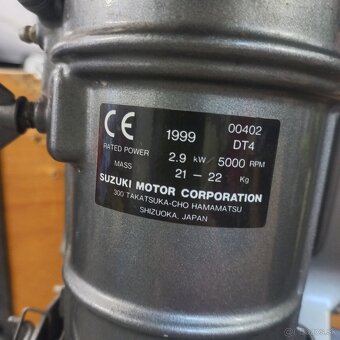 CE 1999 00402
DT4
RATED POWER 2.9 kW / 5000 RPM
MASS 21 – 22 Kg
SUZUKI MOTOR CORPORATION
300 TAKATSUKA-CHO HAMAMATSU
SHIZUOKA, JAPAN